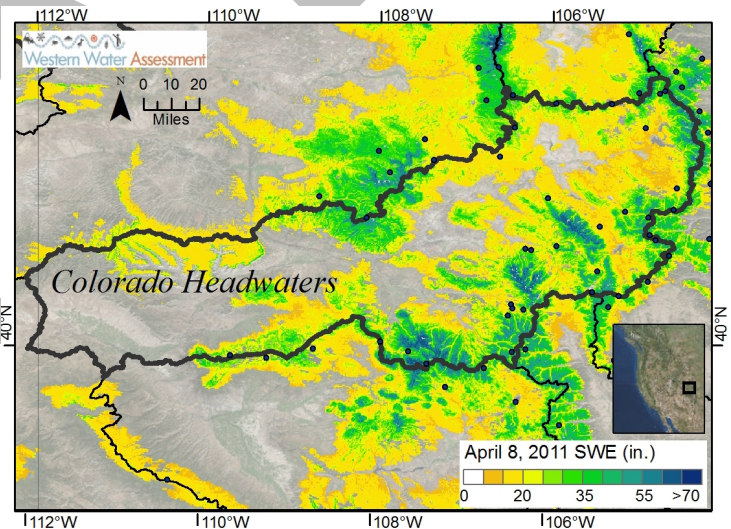 112°W 110°W 108°W 106°W
Western Water Assessment
N
0 10 20
Miles
Colorado Headwaters
40°N 40°N
April 8, 2011 SWE (in.)
0 20 35 55 >70
112°W 110°W 108°W 106°W